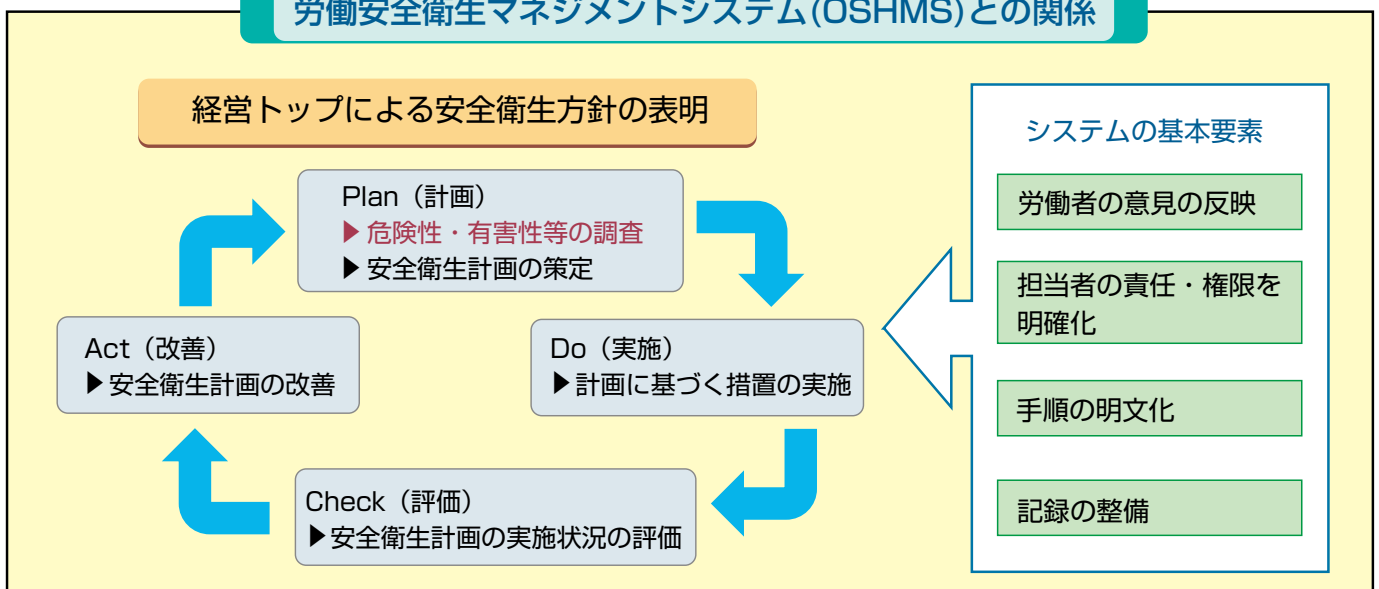 労働安全衛生マネジメントシステム(OSHMS)との関係
経営トップによる安全衛生方針の表明
Plan（計画）
▶危険性・有害性等の調査
▶安全衛生計画の策定
Do（実施）
▶計画に基づく措置の実施
Check（評価）
▶安全衛生計画の実施状況の評価
Act（改善）
▶安全衛生計画の改善
システムの基本要素
労働者の意見の反映
担当者の責任・権限を
明確化
手順の明文化
記録の整備